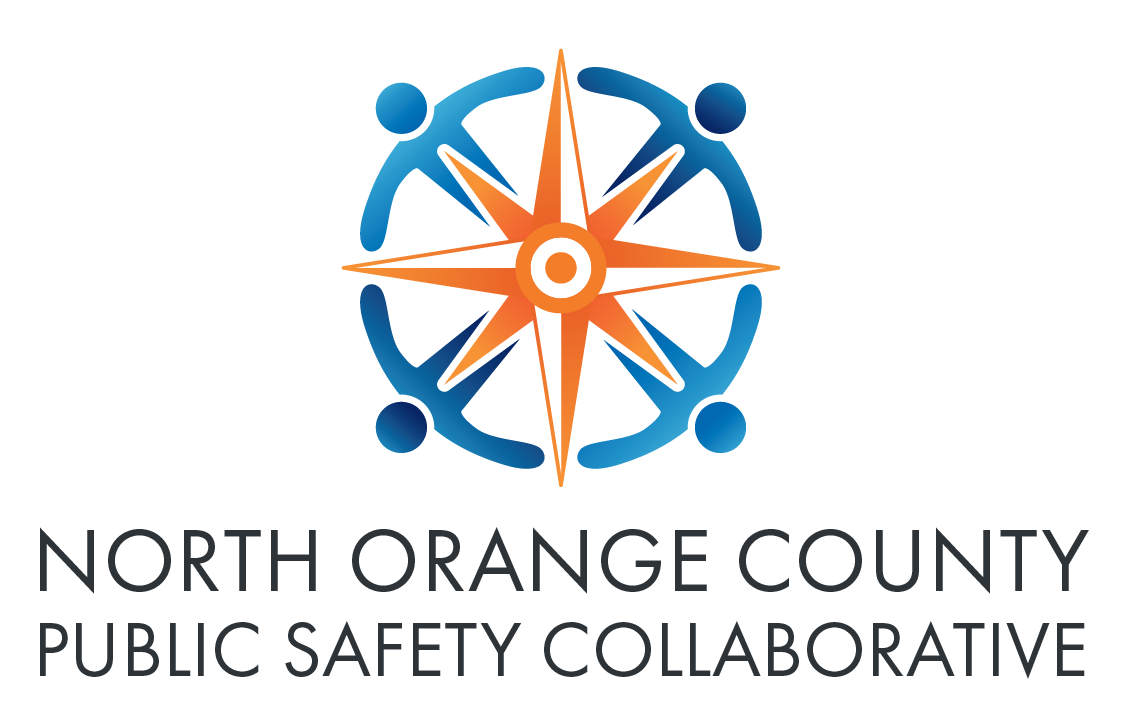 NORTH ORANGE COUNTY
PUBLIC SAFETY COLLABORATIVE